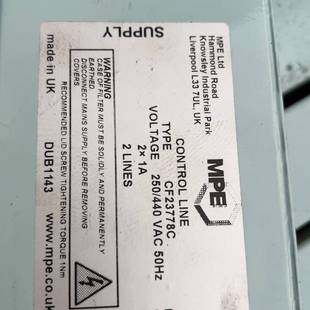 SUPPLY
MPE Ltd
Hammond Road
Knowsley Industrial Park
Liverpool L33 7UL, UK
MPE
CONTROL LINE
TYPE CF23778C
VOLTAGE 250/440 VAC 50Hz
2× 1A
2 LINES
WARNING
CASE OF FILTER MUST BE SOLIDLY AND PERMANENTLY
EARTHED.
DISCONNECT MAINS SUPPLY BEFORE REMOVING
COVERS.
RECOMMENDED LID SCREW TIGHTENING TORQUE 1Nm
made in UK
DUB1143
www.mpe.co.uk